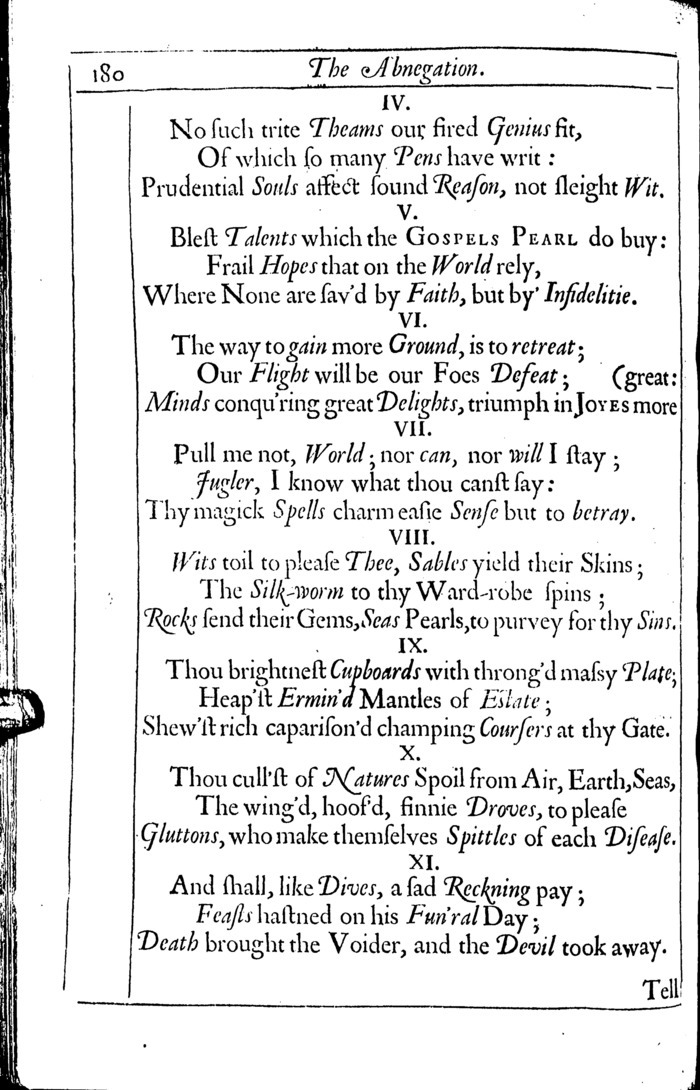 180 The Abnegation.
IV.
No ſuch trite Theams our fired Genius fit,
Of which ſo many Pens have writ :
Prudential Souls affect ſound Reaſon, not ſleight Wit.
V.
Bleſt Talents which the GOSPELS PEARL do buy:
Frail Hopes that on the World rely,
Where None are ſav'd by Faith, but by' Infidelitie.
VI.
The way to gain more Ground, is to retreat;
Our Flight will be our Foes Defeat; (great:
Minds conqu'ring great Delights, triumph in JOYES more
VII.
Pull me not, World; nor can, nor will I ſtay;
Jugler, I know what thou canſt ſay:
Thy magick Spells charm eaſie Senſe but to betray.
VIII.
Wits toil to pleaſe Thee, Sables yield their Skins;
The Silk-worm to thy Ward-robe ſpins;
Rocks ſend their Gems, Seas Pearls, to purvey for thy Sins.
IX.
Thou brightneſt Cupboards with throng'd maſsy Plate;
Heap'ſt Ermin'd Mantles of Eſtate;
Shew'ſt rich capariſon'd champing Courſers at thy Gate.
X.
Thou cull'ſt of Natures Spoil from Air, Earth, Seas,
The wing'd, hoof'd, finnie Droves, to pleaſe
Gluttons, who make themſelves Spittles of each Diſeaſe.
XI.
And ſhall, like Dives, a ſad Reckning pay;
Feaſts haſtned on his Fun'ral Day;
Death brought the Voider, and the Devil took away.
Tell